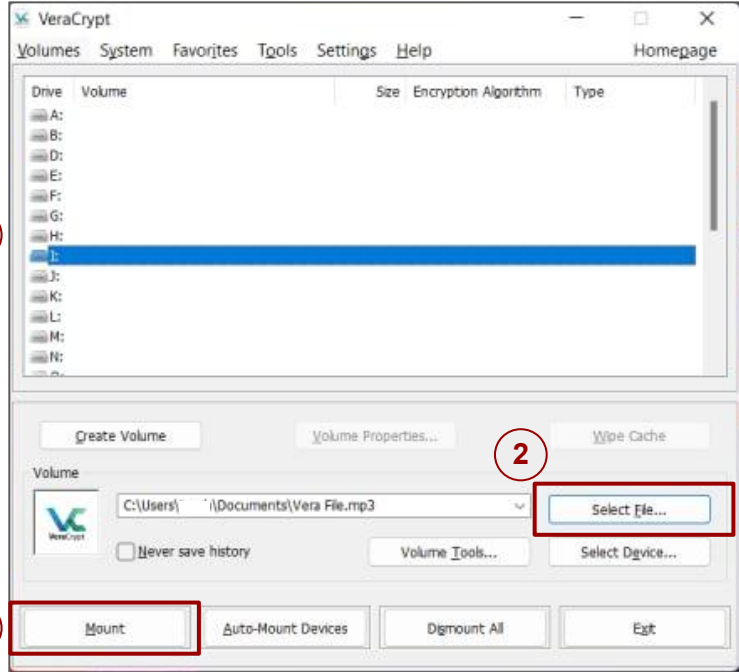 VeraCrypt
Volumes System Favorites Tools Settings Help Homepage
Drive Volume Size Encryption Algorithm Type
A:
B:
D:
E:
F:
G:
H:
I:
J:
K:
L:
M:
N:
Create Volume Volume Properties... Wipe Cache
2
Volume
C:\Users\ \Documents\Vera File.mp3 Select File...
VeraCrypt
Never save history Volume Tools... Select Device...
Mount Auto-Mount Devices Dismount All Exit